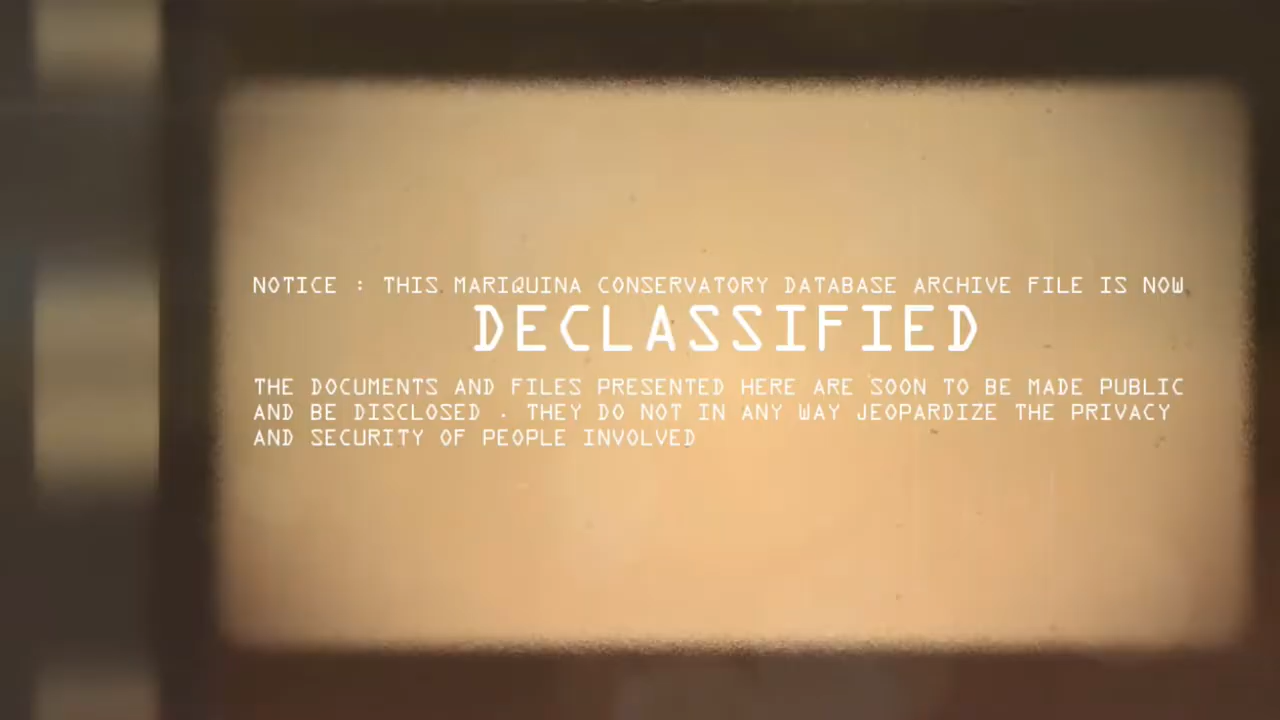 NOTICE : THIS MARIQUINA CONSERVATORY DATABASE ARCHIVE FILE IS NOW
DECLASSIFIED
THE DOCUMENTS AND FILES PRESENTED HERE ARE SOON TO BE MADE PUBLIC
AND BE DISCLOSED . THEY DO NOT IN ANY WAY JEOPARDIZE THE PRIVACY
AND SECURITY OF PEOPLE INVOLVED